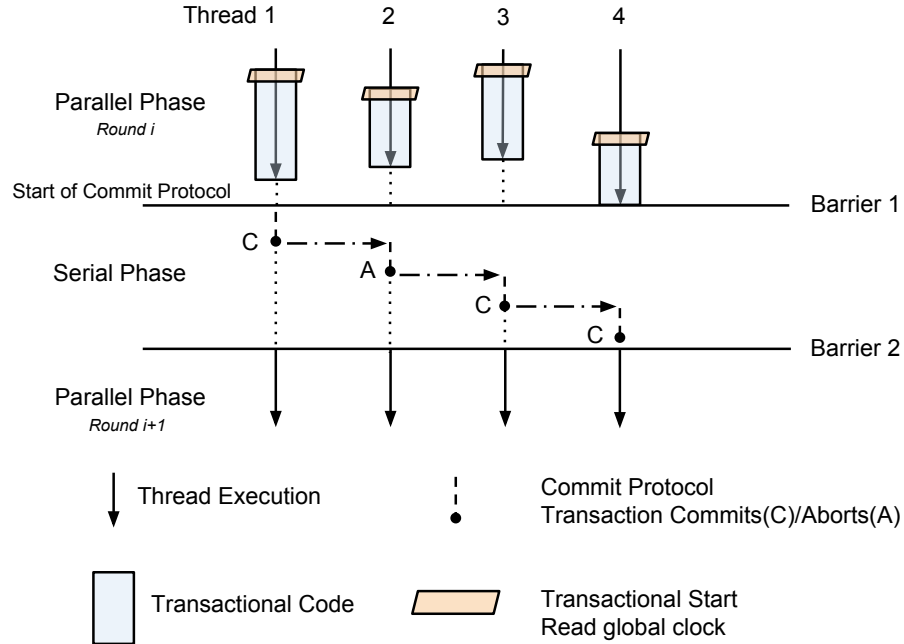 Thread 1 2 3 4
Parallel Phase
Round i
Start of Commit Protocol
Barrier 1
C
Serial Phase
A
C
C
Barrier 2
Parallel Phase
Round i+1
Thread Execution
Commit Protocol
Transaction Commits(C)/Aborts(A)
Transactional Code
Transactional Start
Read global clock